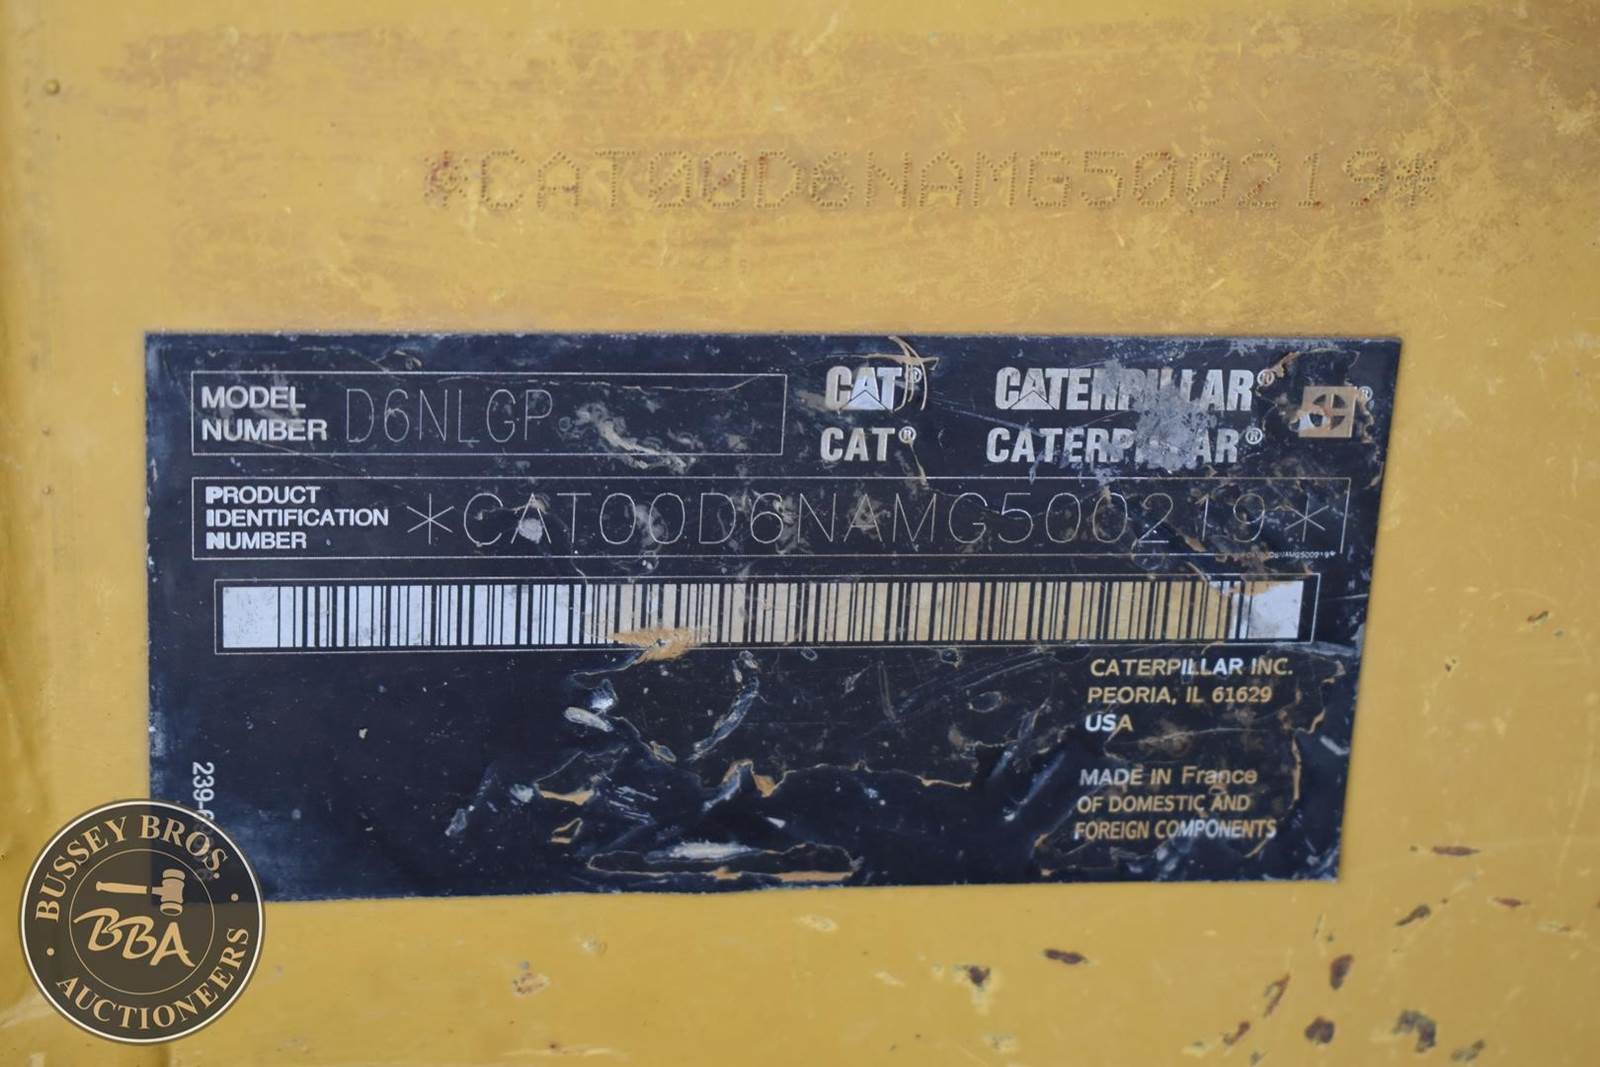 *CAT00D6NAMG500219*
MODEL
NUMBER
D6NLGP
CAT®
CATERPILLAR®
CAT®
CATERPILLAR®
PRODUCT
IDENTIFICATION
NUMBER
*CAT00D6NAMG500219*
CATERPILLAR INC.
PEORIA, IL 61629
USA
MADE IN France
OF DOMESTIC AND
FOREIGN COMPONENTS
BUSSEY BROS.
BBA
AUCTIONEERS